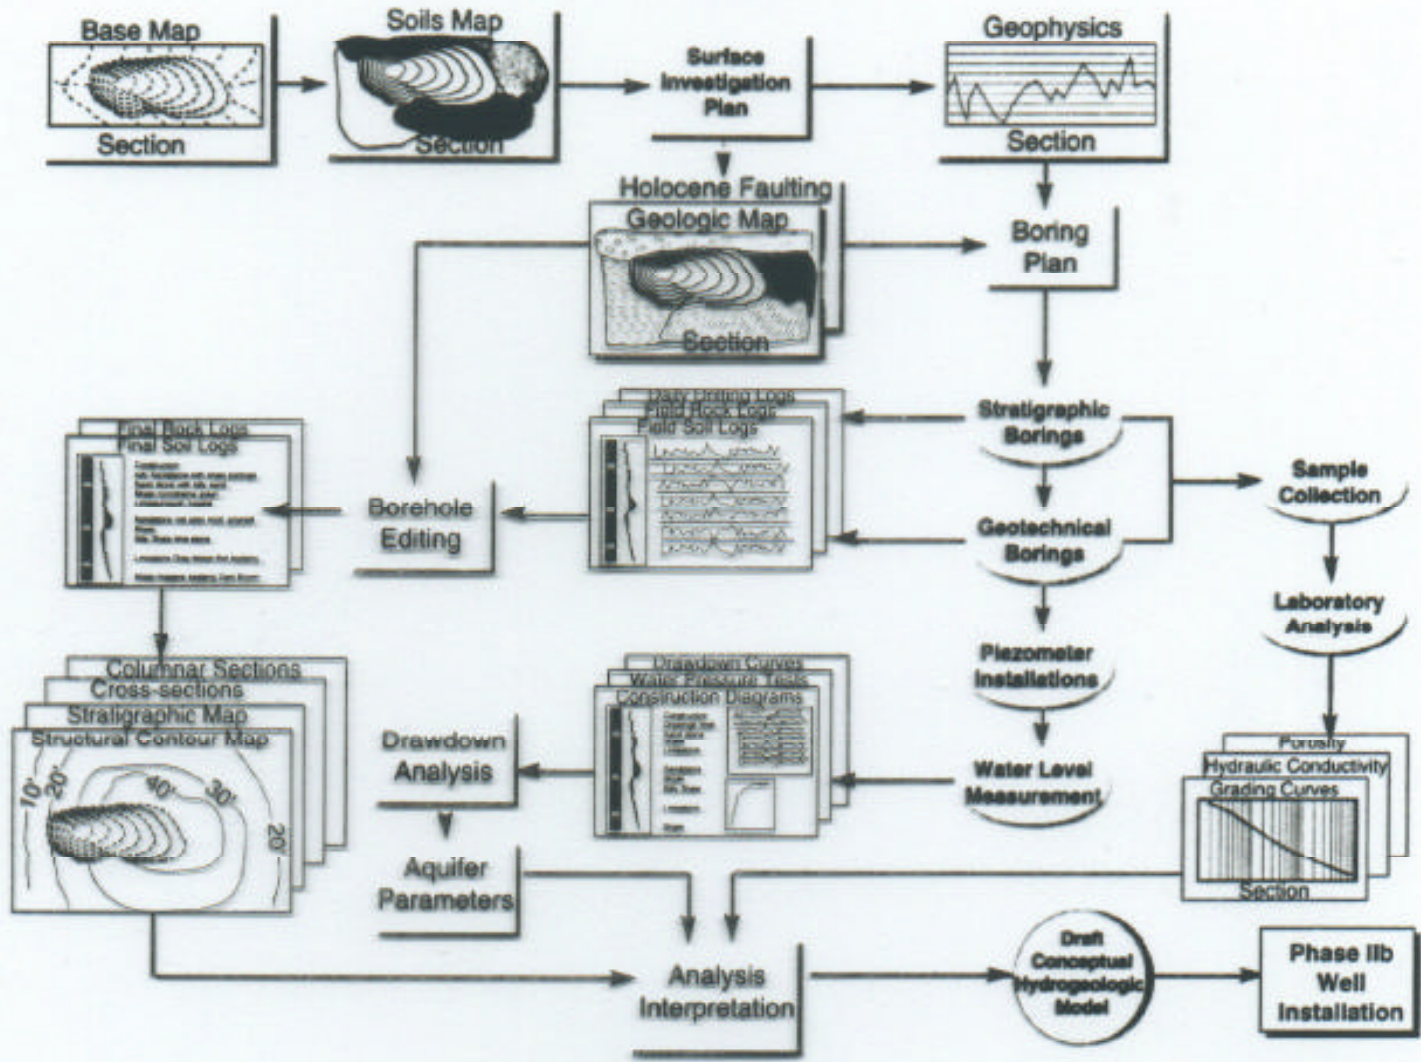 Base Map
Section
Soils Map
Section
Surface
Investigation
Plan
Geophysics
Section
Holocene Faulting
Geologic Map
Section
Boring
Plan
Stratigraphic
Borings
Geotechnical
Borings
Daily Drilling Logs
Field Rock Logs
Field Soil Logs
Borehole
Editing
Final Rock Logs
Final Soil Logs
Sample
Collection
Laboratory
Analysis
Piezometer
Installations
Water Level
Measurement
Drawdown Curves
Water Pressure Tests
Construction Diagrams
Drawdown
Analysis
Aquifer
Parameters
Columnar Sections
Cross-sections
Stratigraphic Map
Structural Contour Map
10'
20'
40'
30'
20'
Porosity
Hydraulic Conductivity
Grading Curves
Section
Analysis
Interpretation
Draft
Conceptual
Hydrogeologic
Model
Phase IIb
Well
Installation